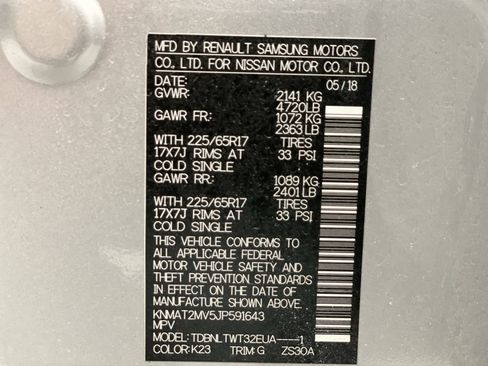 MFD BY RENAULT SAMSUNG MOTORS
CO., LTD. FOR NISSAN MOTOR CO., LTD.
DATE: 05/18
GVWR: 2141 KG
4720LB
GAWR FR: 1072 KG
2363LB
WITH 225/65R17 TIRES
17X7J RIMS AT 33 PSI
COLD SINGLE
GAWR RR: 1089 KG
2401LB
WITH 225/65R17 TIRES
17X7J RIMS AT 33 PSI
COLD SINGLE
THIS VEHICLE CONFORMS TO
ALL APPLICABLE FEDERAL
MOTOR VEHICLE SAFETY AND
THEFT PREVENTION STANDARDS
IN EFFECT ON THE DATE OF
MANUFACTURE SHOWN ABOVE.
KNMAT2MV5JP591643
MPV
MODEL:TDBNLTWT32EUA----1
COLOR:K23 TRIM:G ZS30A